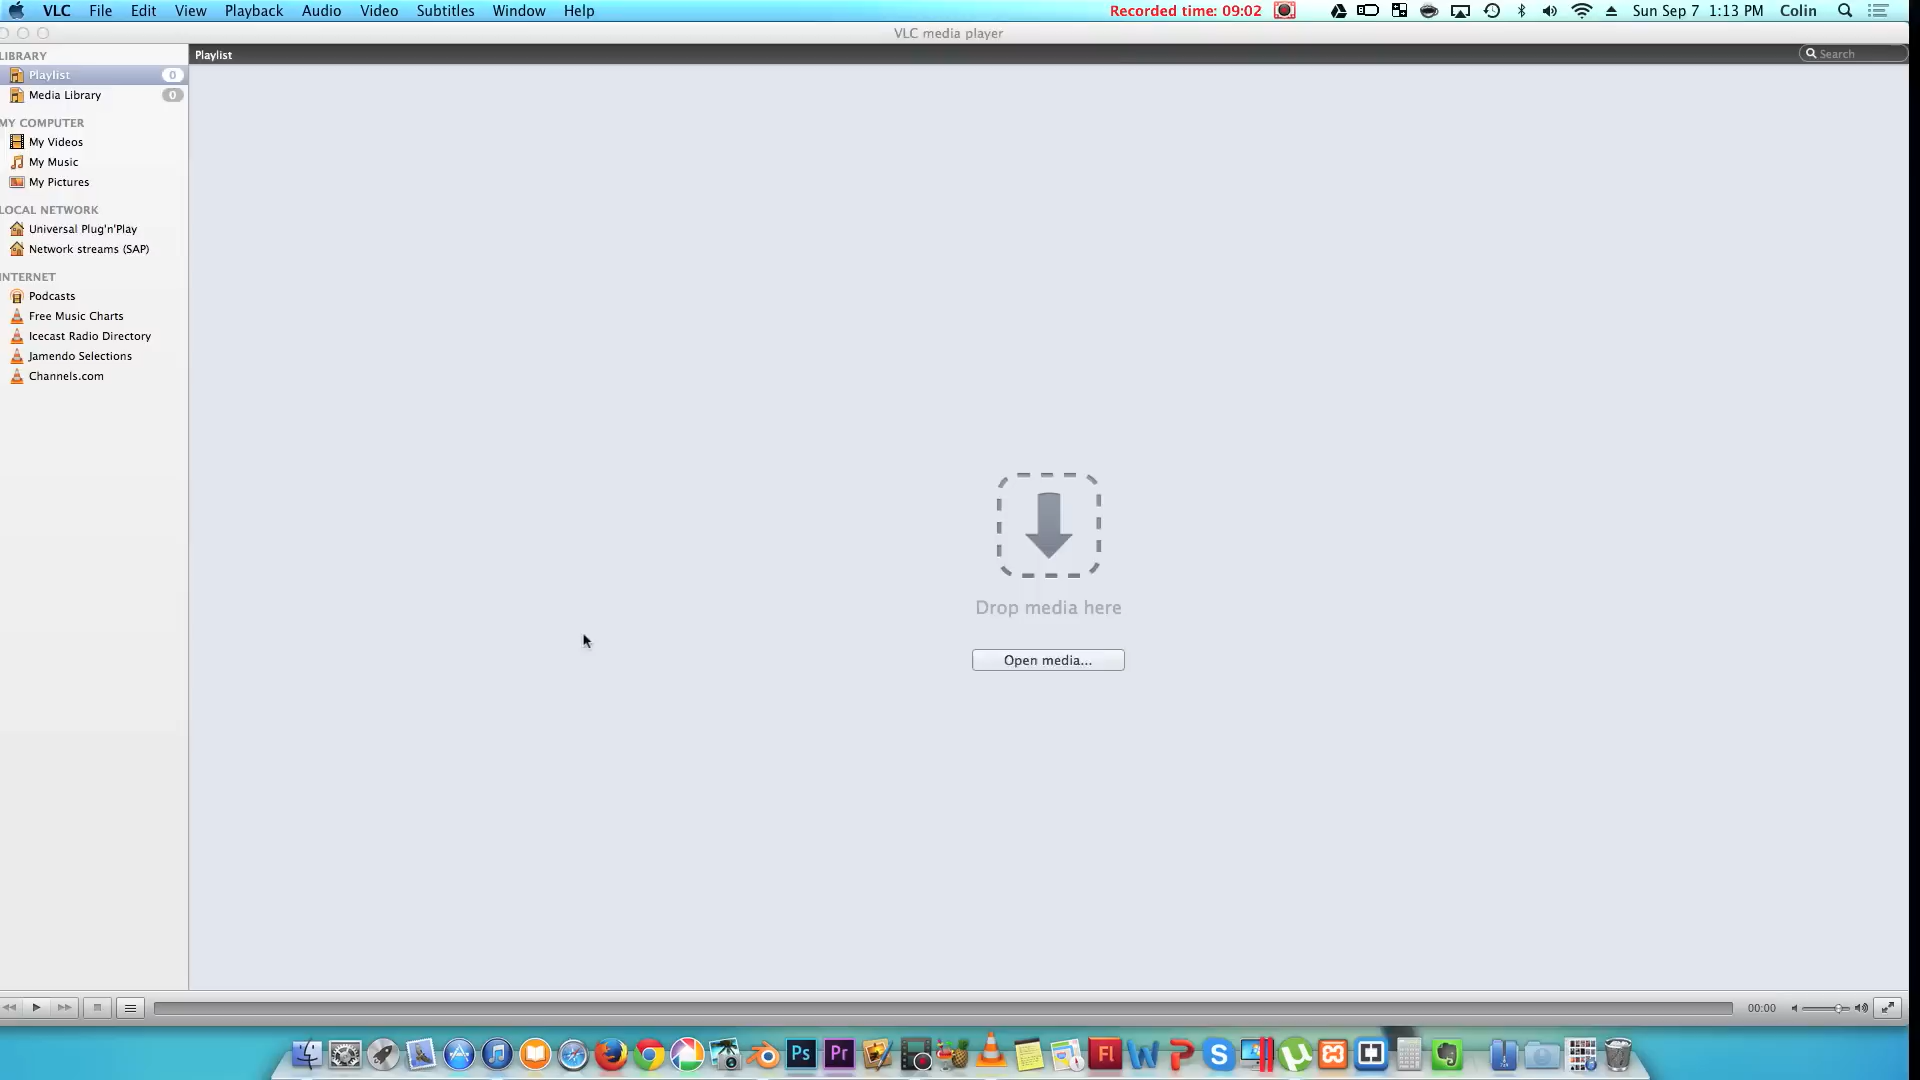 VLC File Edit View Playback Audio Video Subtitles Window Help Recorded time: 09:02 Sun Sep 7 1:13 PM Colin
VLC media player
LIBRARY
Playlist 0
Media Library 0
MY COMPUTER
My Videos
My Music
My Pictures
LOCAL NETWORK
Universal Plug'n'Play
Network streams (SAP)
INTERNET
Podcasts
Free Music Charts
Icecast Radio Directory
Jamendo Selections
Channels.com
Playlist
Search
Drop media here
Open media...
00:00
Ps Pr Fl W S